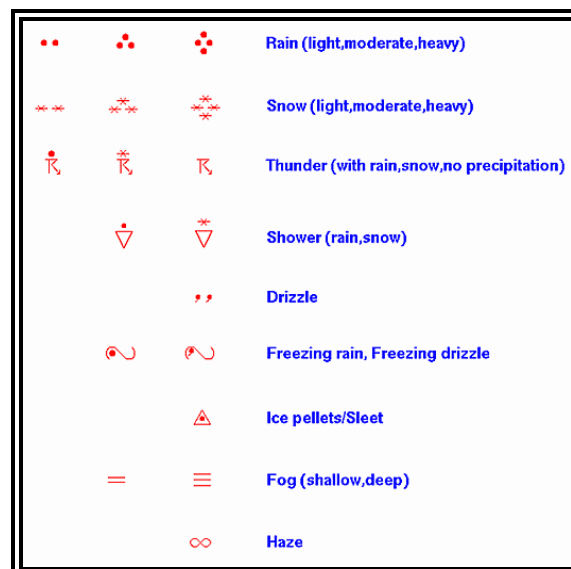 Rain (light,moderate,heavy)
Snow (light,moderate,heavy)
Thunder (with rain,snow,no precipitation)
Shower (rain,snow)
Drizzle
Freezing rain, Freezing drizzle
Ice pellets/Sleet
Fog (shallow,deep)
Haze